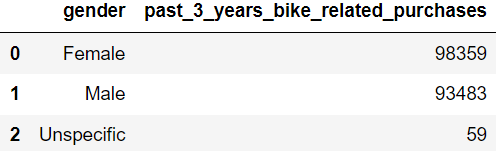 gender past_3_years_bike_related_purchases
0 Female 98359
1 Male 93483
2 Unspecific 59